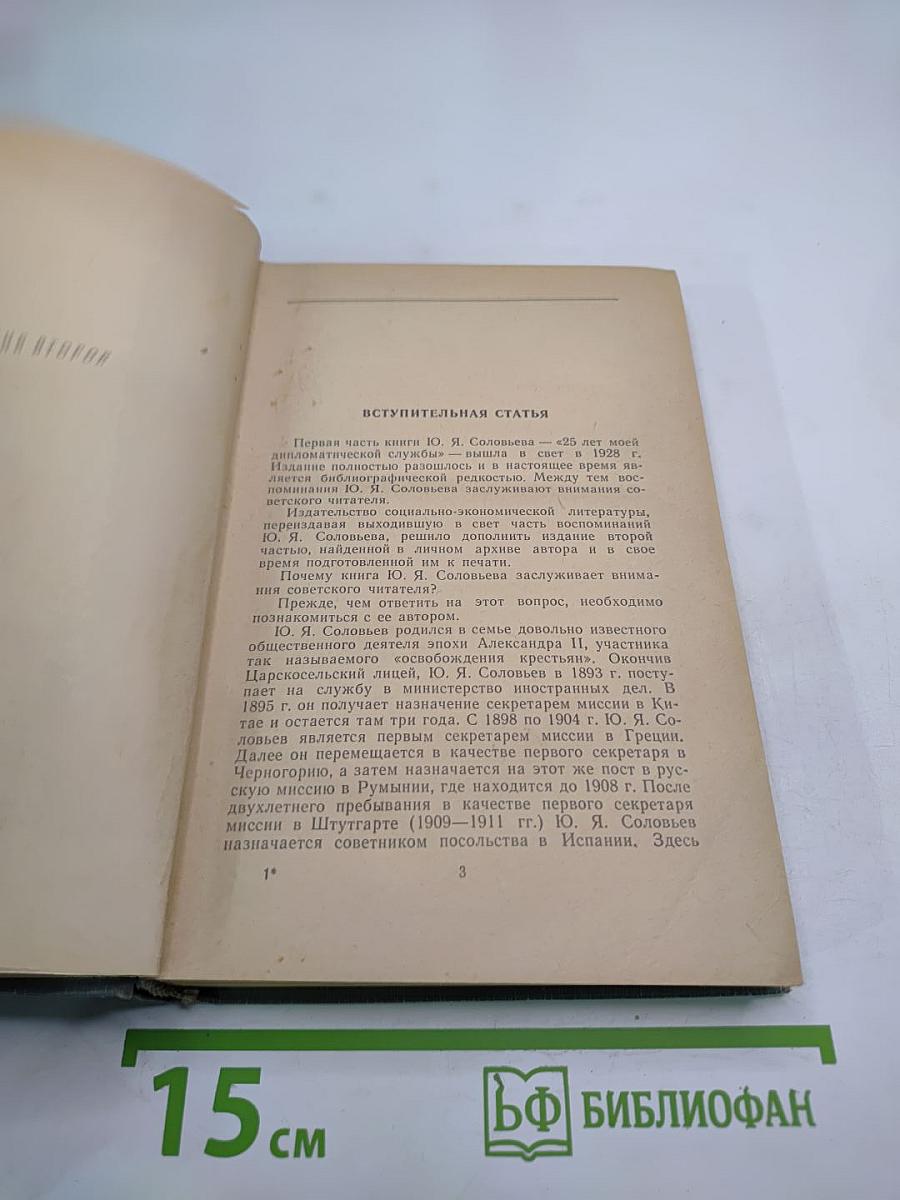 ВСТУПИТЕЛЬНАЯ СТАТЬЯ
Первая часть книги Ю. Я. Соловьева — «25 лет моей
дипломатической службы» — вышла в свет в 1928 г.
Издание полностью разошлось и в настоящее время яв-
ляется библиографической редкостью. Между тем вос-
поминания Ю. Я. Соловьева заслуживают внимания со-
ветского читателя.
Издательство социально-экономической литературы,
переиздавая выходившую в свет часть воспоминаний
Ю. Я. Соловьева, решило дополнить издание второй
частью, найденной в личном архиве автора и в свое
время подготовленной им к печати.
Почему книга Ю. Я. Соловьева заслуживает внима-
ния советского читателя?
Прежде, чем ответить на этот вопрос, необходимо
познакомиться с ее автором.
Ю. Я. Соловьев родился в семье довольно известного
общественного деятеля эпохи Александра II, участника
так называемого «освобождения крестьян». Окончив
Царскосельский лицей, Ю. Я. Соловьев в 1893 г. посту-
пает на службу в министерство иностранных дел. В
1895 г. он получает назначение секретарем миссии в Ки-
тае и остается там три года. С 1898 по 1904 г. Ю. Я. Со-
ловьев является первым секретарем миссии в Греции.
Далее он перемещается в качестве первого секретаря в
Черногорию, а затем назначается на этот же пост в рус-
скую миссию в Румынии, где находится до 1908 г. После
двухлетнего пребывания в качестве первого секретаря
миссии в Штутгарте (1909—1911 гг.) Ю. Я. Соловьев
назначается советником посольства в Испании. Здесь
1* 3
15 см
БФ БИБЛИОФАН